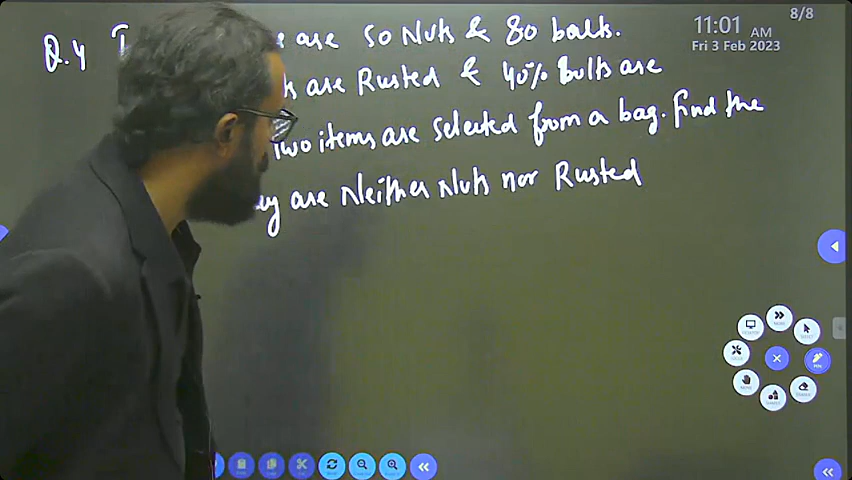 8/8
11:01 AM
Fri 3 Feb 2023
Q.4 are 50 Nuts & 80 bolts.
are Rusted & 40% Bults are
Two items are selected from a bag. find the
are Neither Nuts nor Rusted